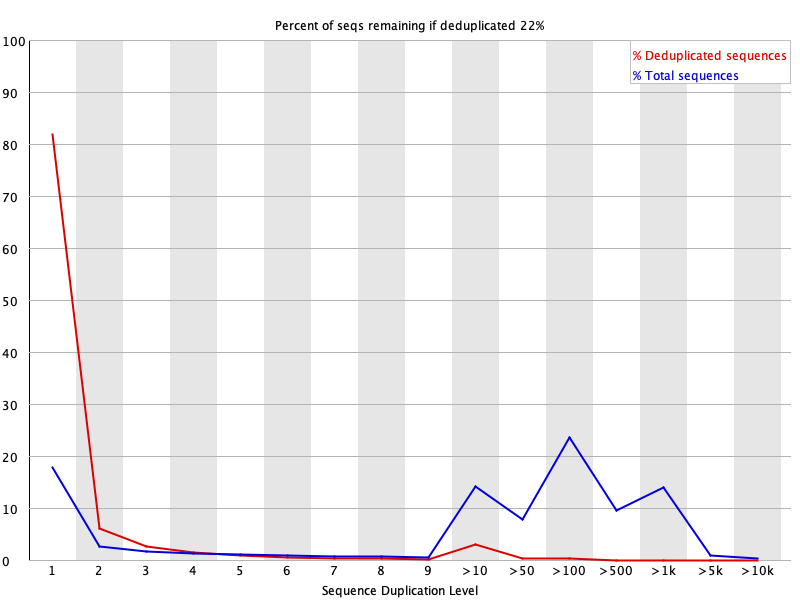 Percent of seqs remaining if deduplicated 22%
% Deduplicated sequences
% Total sequences
100
90
80
70
60
50
40
30
20
10
0
1 2 3 4 5 6 7 8 9 >10 >50 >100 >500 >1k >5k >10k
Sequence Duplication Level